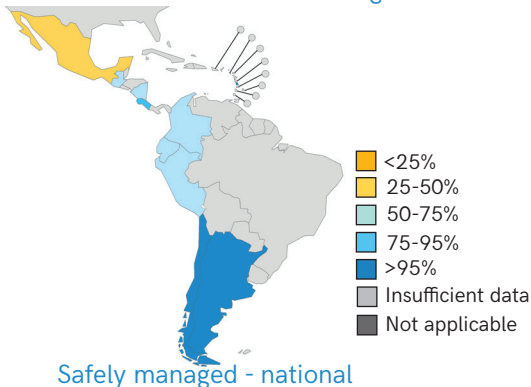 <25%
25-50%
50-75%
75-95%
>95%
Insufficient data
Not applicable
Safely managed - national